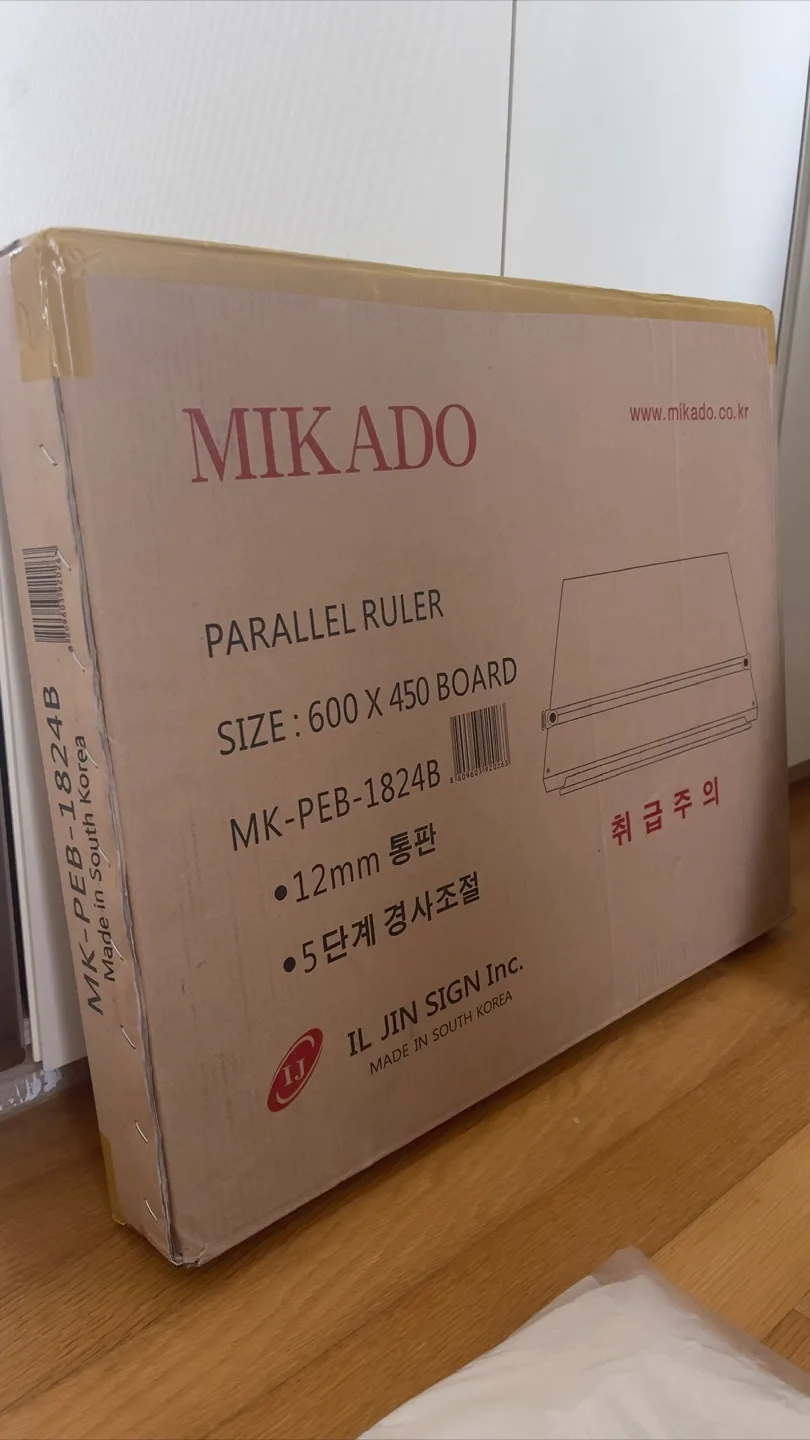 MIKADO
www.mikado.co.kr
PARALLEL RULER
SIZE : 600 X 450 BOARD
MK-PEB-1824B
•12mm 통판
•5단계 경사조절
취급주의
IJ
IL JIN SIGN Inc.
MADE IN SOUTH KOREA
MK-PEB-1824B
Made in South Korea